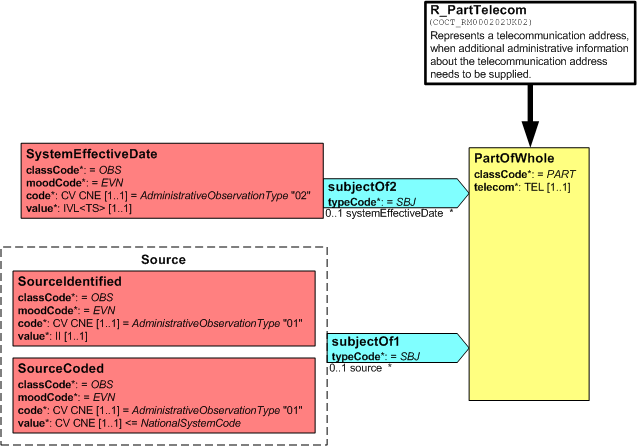 R_PartTelecom
(COCT_RM000202UK02)
Represents a telecommunication address,
when additional administrative information
about the telecommunication address
needs to be supplied.
SystemEffectiveDate
classCode*: = OBS
moodCode*: = EVN
code*: CV CNE [1..1] = AdministrativeObservationType "02"
value*: IVL<TS> [1..1]
subjectOf2
typeCode*: = SBJ
0..1 systemEffectiveDate *
PartOfWhole
classCode*: = PART
telecom*: TEL [1..1]
Source
SourceIdentified
classCode*: = OBS
moodCode*: = EVN
code*: CV CNE [1..1] = AdministrativeObservationType "01"
value*: II [1..1]
subjectOf1
typeCode*: = SBJ
0..1 source *
SourceCoded
classCode*: = OBS
moodCode*: = EVN
code*: CV CNE [1..1] = AdministrativeObservationType "01"
value*: CV CNE [1..1] <= NationalSystemCode